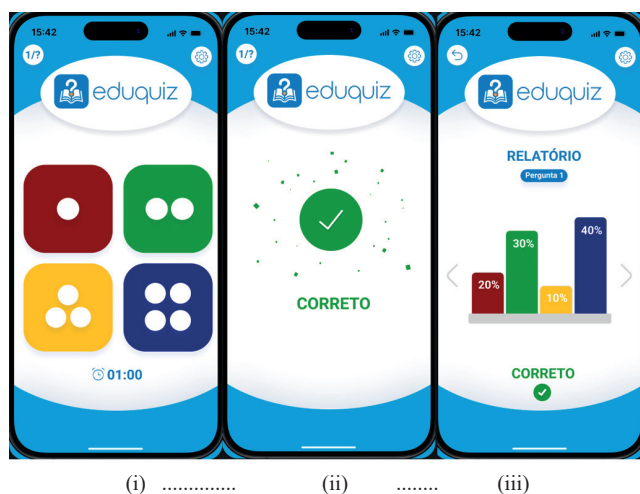 15:42
1/?
eduquiz
01:00
15:42
1/?
eduquiz
CORRETO
15:42
eduquiz
RELATÓRIO
Pergunta 1
20%
30%
10%
40%
CORRETO
(i) .............. (ii) ........ (iii)